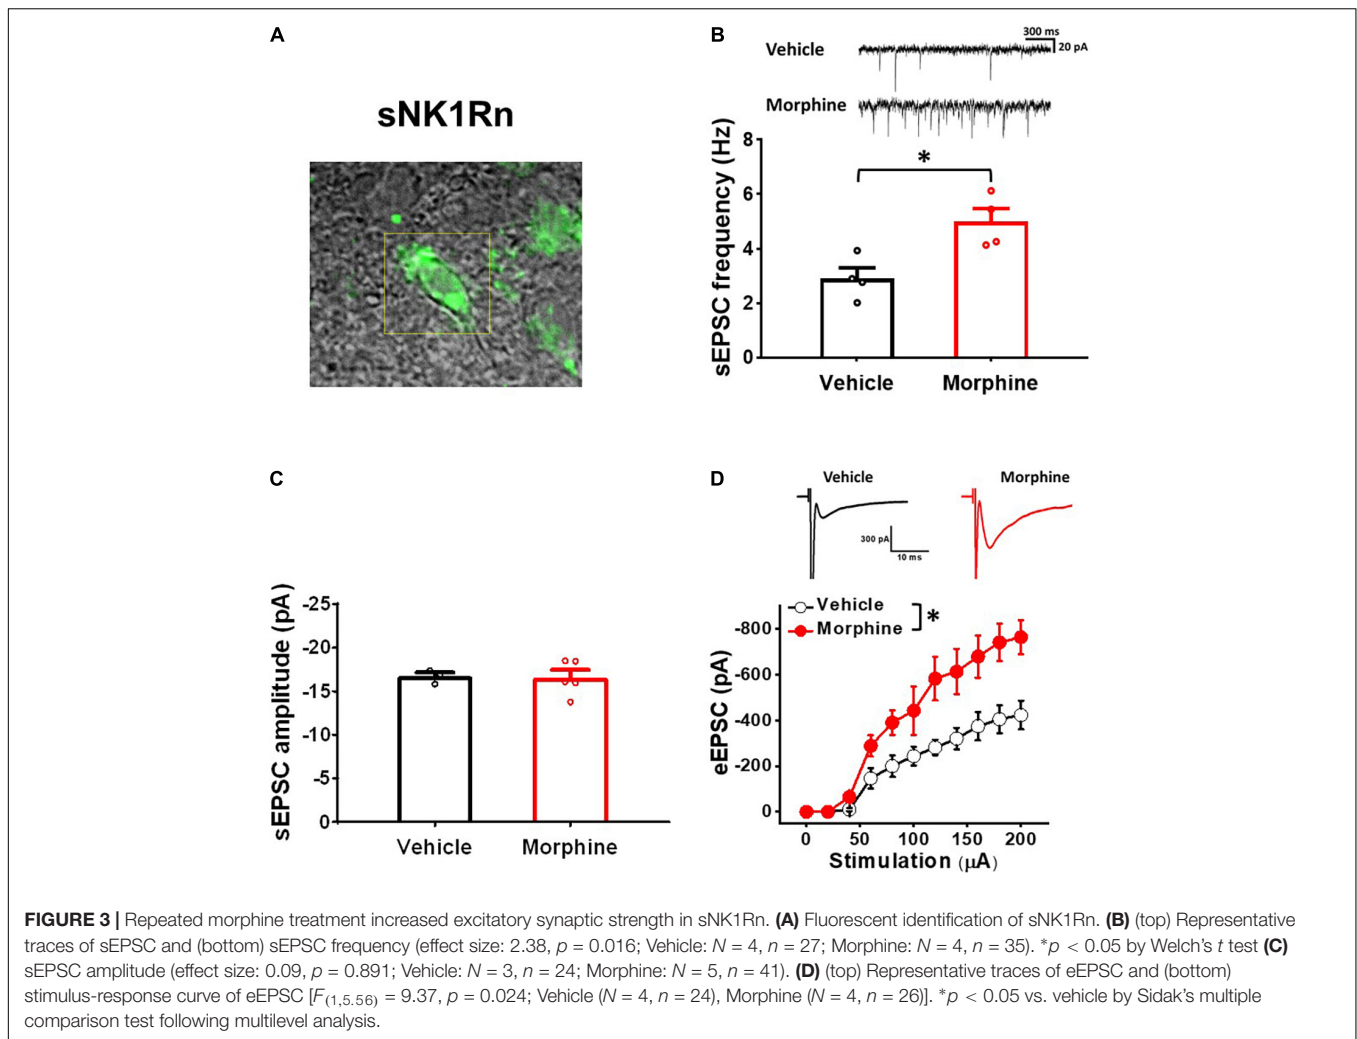 A
sNK1Rn
B
300 ms
20 pA
Vehicle
Morphine
sEPSC frequency (Hz)
8
6
4
2
0
*
Vehicle
Morphine
C
sEPSC amplitude (pA)
-25
-20
-15
-10
-5
0
Vehicle
Morphine
D
Vehicle
Morphine
300 pA
10 ms
Vehicle
Morphine
*
eEPSC (pA)
-800
-600
-400
-200
0
0 50 100 150 200
Stimulation (μA)
FIGURE 3 | Repeated morphine treatment increased excitatory synaptic strength in sNK1Rn. (A) Fluorescent identification of sNK1Rn. (B) (top) Representative
traces of sEPSC and (bottom) sEPSC frequency (effect size: 2.38, p = 0.016; Vehicle: N = 4, n = 27; Morphine: N = 4, n = 35). *p < 0.05 by Welch's t test (C)
sEPSC amplitude (effect size: 0.09, p = 0.891; Vehicle: N = 3, n = 24; Morphine: N = 5, n = 41). (D) (top) Representative traces of eEPSC and (bottom)
stimulus-response curve of eEPSC [F(1,5.56) = 9.37, p = 0.024; Vehicle (N = 4, n = 24), Morphine (N = 4, n = 26)]. *p < 0.05 vs. vehicle by Sidak's multiple
comparison test following multilevel analysis.